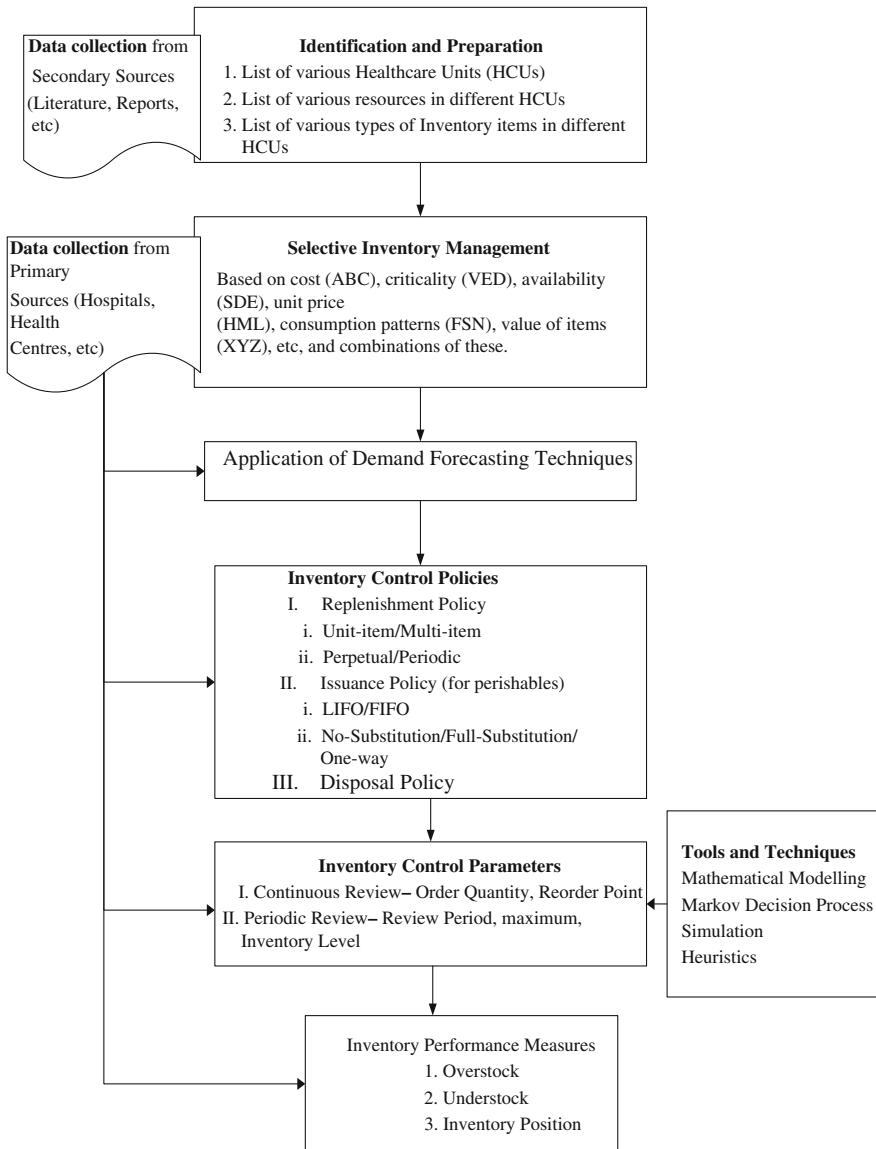 Data collection from
Secondary Sources
(Literature, Reports,
etc)
Identification and Preparation
1. List of various Healthcare Units (HCUs)
2. List of various resources in different HCUs
3. List of various types of Inventory items in different
HCUs
Data collection from
Primary
Sources (Hospitals,
Health
Centres, etc)
Selective Inventory Management
Based on cost (ABC), criticality (VED), availability
(SDE), unit price
(HML), consumption patterns (FSN), value of items
(XYZ), etc, and combinations of these.
Application of Demand Forecasting Techniques
Inventory Control Policies
I. Replenishment Policy
i. Unit-item/Multi-item
ii. Perpetual/Periodic
II. Issuance Policy (for perishables)
i. LIFO/FIFO
ii. No-Substitution/Full-Substitution/
One-way
III. Disposal Policy
Inventory Control Parameters
I. Continuous Review– Order Quantity, Reorder Point
II. Periodic Review– Review Period, maximum,
Inventory Level
Tools and Techniques
Mathematical Modelling
Markov Decision Process
Simulation
Heuristics
Inventory Performance Measures
1. Overstock
2. Understock
3. Inventory Position